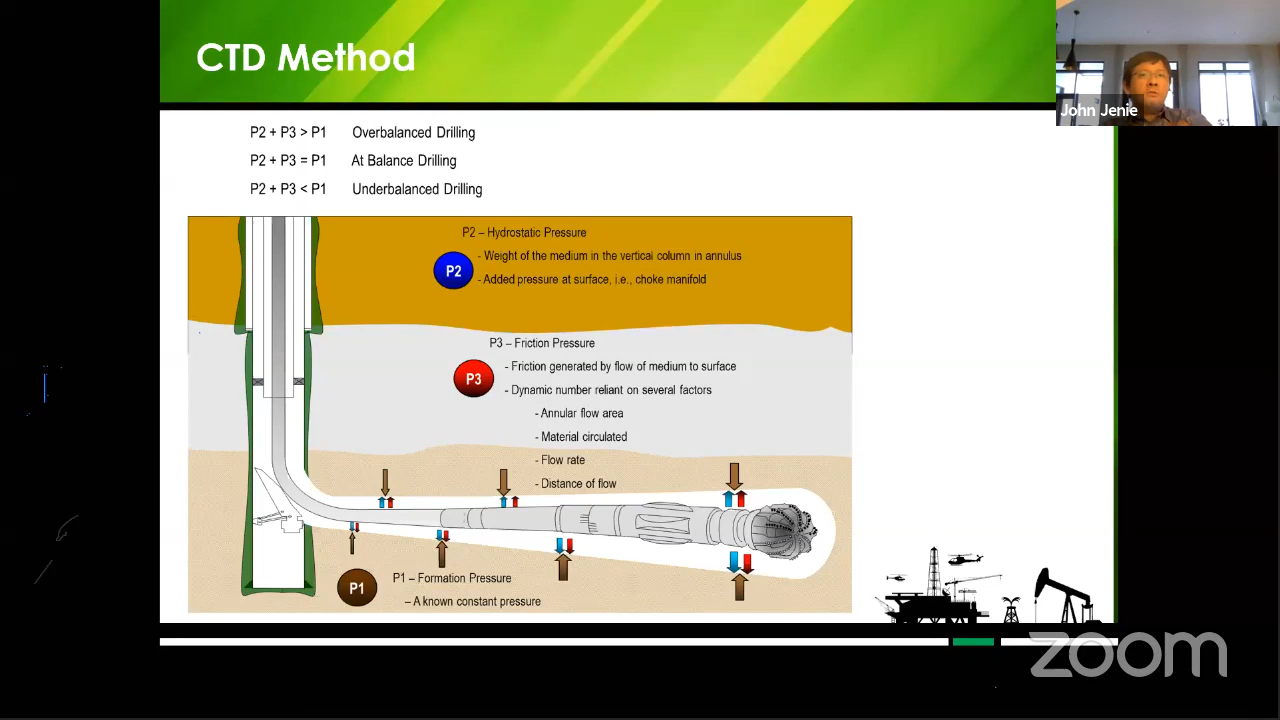 CTD Method
John Jenie
P2 + P3 > P1 Overbalanced Drilling
P2 + P3 = P1 At Balance Drilling
P2 + P3 < P1 Underbalanced Drilling
P2 – Hydrostatic Pressure
P2
- Weight of the medium in the vertical column in annulus
- Added pressure at surface, i.e., choke manifold
P3 – Friction Pressure
P3
- Friction generated by flow of medium to surface
- Dynamic number reliant on several factors
- Annular flow area
- Material circulated
- Flow rate
- Distance of flow
P1
P1 – Formation Pressure
– A known constant pressure
zoom